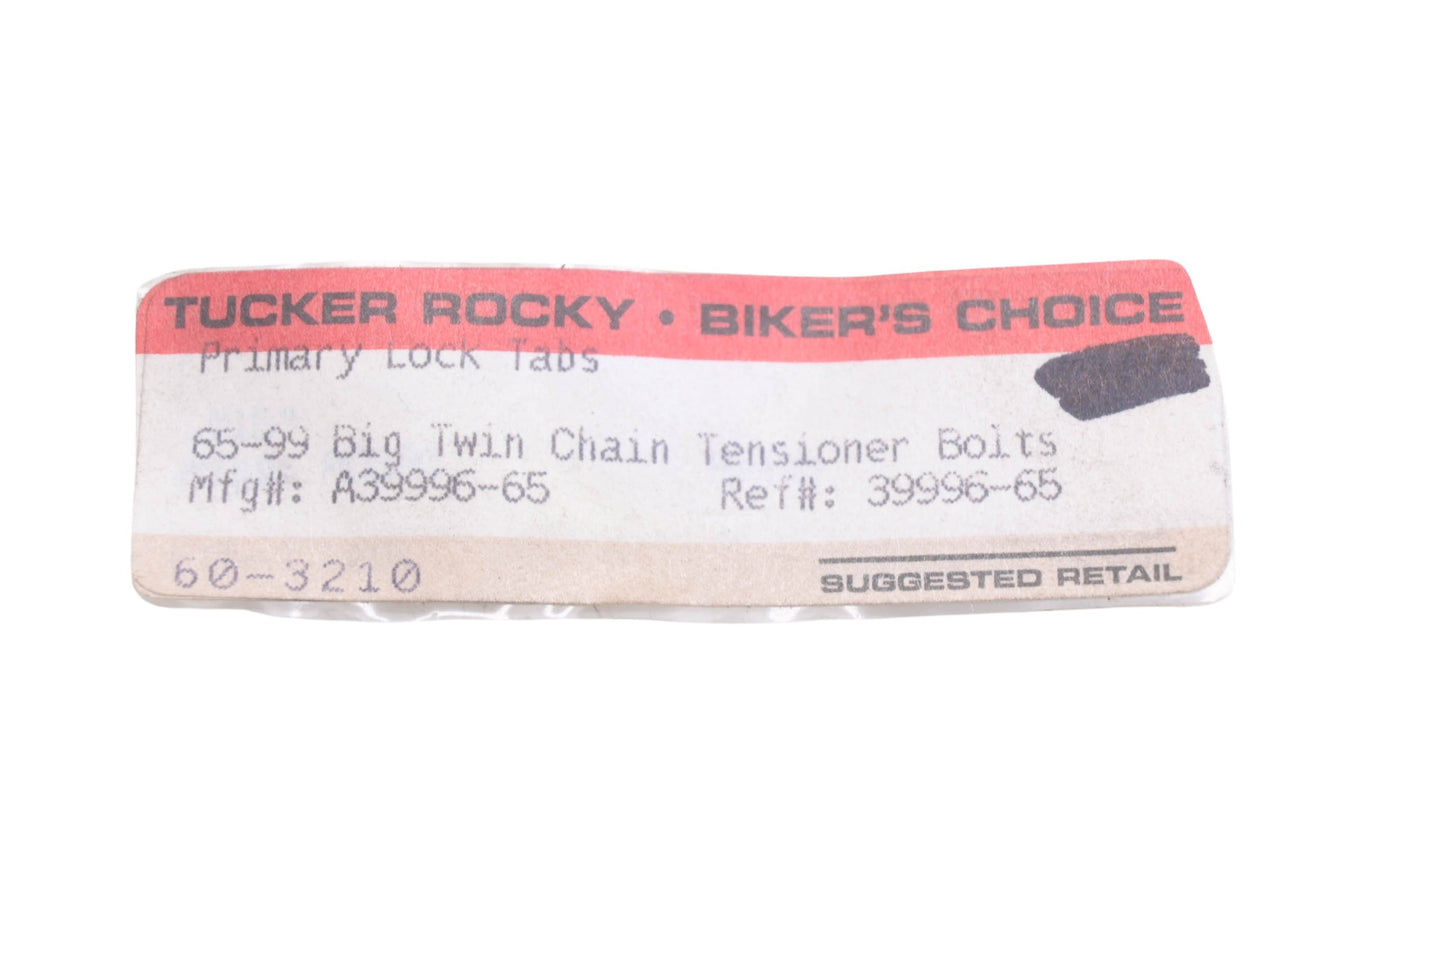 TUCKER ROCKY • BIKER'S CHOICE
Primary Lock Tabs
65-99 Big Twin Chain Tensioner Bolts
Mfg#: A39996-65 Ref#: 39996-65
60-3210
SUGGESTED RETAIL